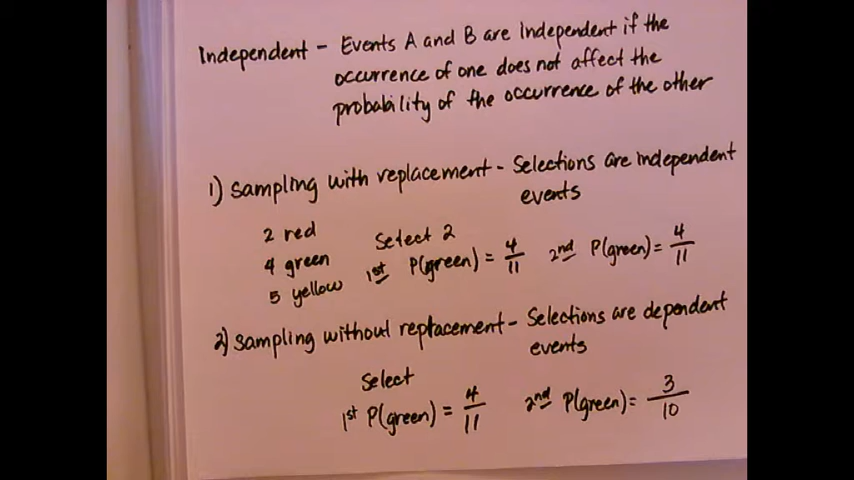 Independent - Events A and B are independent if the
occurrence of one does not affect the
probability of the occurrence of the other
1) Sampling with replacement - Selections are independent
events
2 red
Select 2
4 green
1st P(green) = 4/11 2nd P(green) = 4/11
5 yellow
2) Sampling without replacement - Selections are dependent
events
Select
1st P(green) = 4/11 2nd P(green) = 3/10